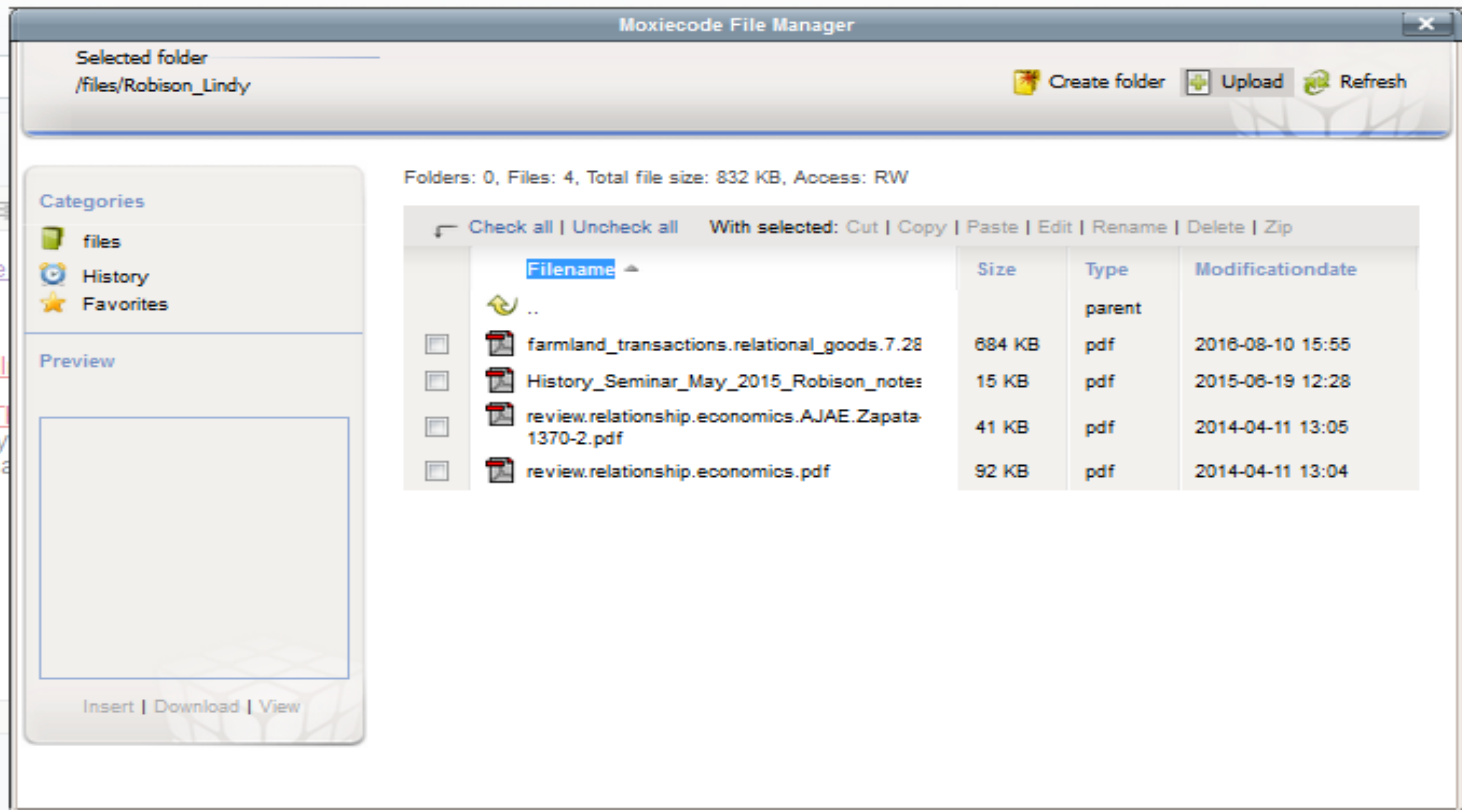 Moxiecode File Manager
Selected folder
/files/Robison_Lindy
Create folder Upload Refresh
Folders: 0, Files: 4, Total file size: 832 KB, Access: RW
Categories
files
History
Favorites
Preview
Insert | Download | View
Check all | Uncheck all With selected: Cut | Copy | Paste | Edit | Rename | Delete | Zip
Filename Size Type Modificationdate
.. parent
farmland_transactions.relational_goods.7.28 684 KB pdf 2016-08-10 15:55
History_Seminar_May_2015_Robison_notes 15 KB pdf 2015-06-19 12:28
review.relationship.economics.AJAE.Zapata-
1370-2.pdf 41 KB pdf 2014-04-11 13:05
review.relationship.economics.pdf 92 KB pdf 2014-04-11 13:04